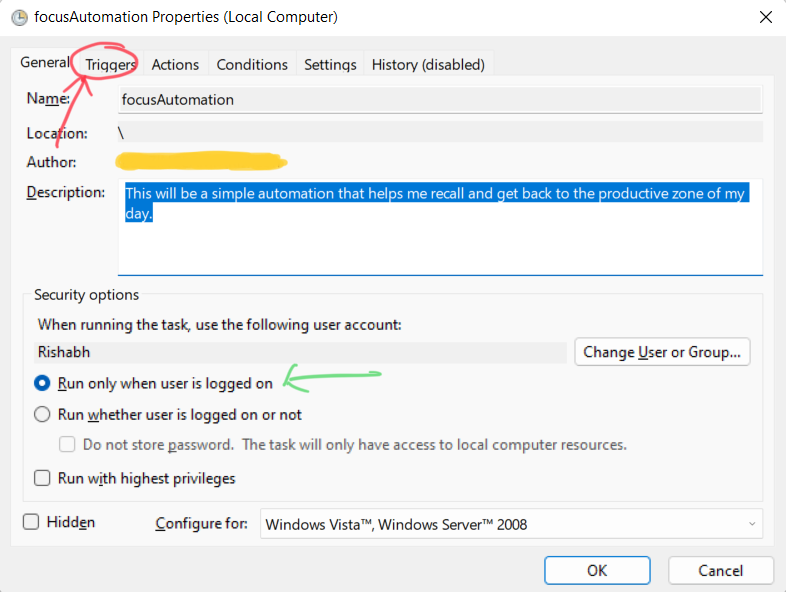 focusAutomation Properties (Local Computer)
General Triggers Actions Conditions Settings History (disabled)
Name: focusAutomation
Location: \
Author:
Description: This will be a simple automation that helps me recall and get back to the productive zone of my
day.
Security options
When running the task, use the following user account:
Rishabh Change User or Group...
Run only when user is logged on
Run whether user is logged on or not
Do not store password. The task will only have access to local computer resources.
Run with highest privileges
Hidden Configure for: Windows Vista™, Windows Server™ 2008
OK Cancel